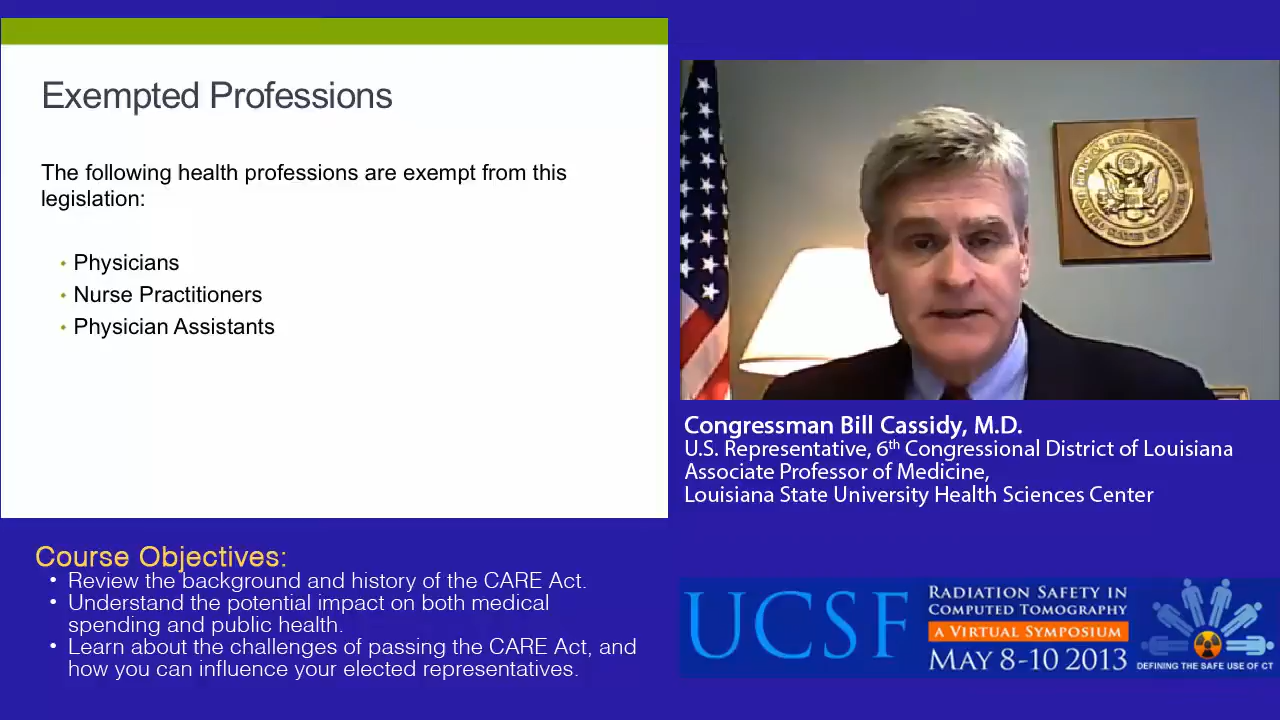 Exempted Professions
The following health professions are exempt from this
legislation:
• Physicians
• Nurse Practitioners
• Physician Assistants
Congressman Bill Cassidy, M.D.
U.S. Representative, 6th Congressional District of Louisiana
Associate Professor of Medicine,
Louisiana State University Health Sciences Center
Course Objectives:
• Review the background and history of the CARE Act.
• Understand the potential impact on both medical
spending and public health.
• Learn about the challenges of passing the CARE Act, and
how you can influence your elected representatives.
UCSF
RADIATION SAFETY IN
COMPUTED TOMOGRAPHY
A VIRTUAL SYMPOSIUM
MAY 8-10 2013
DEFINING THE SAFE USE OF CT